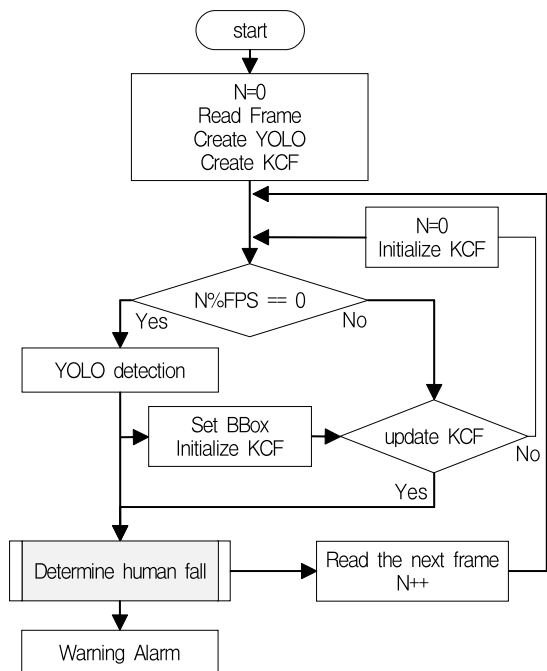 start
N=0
Read Frame
Create YOLO
Create KCF
N=0
Initialize KCF
N%FPS == 0
Yes
No
YOLO detection
Set BBox
Initialize KCF
update KCF
No
Yes
Determine human fall
Read the next frame
N++
Warning Alarm